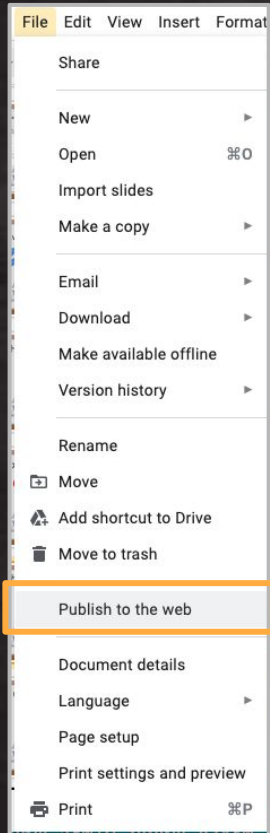 File Edit View Insert Format
Share
New
Open ⌘O
Import slides
Make a copy
Email
Download
Make available offline
Version history
Rename
Move
Add shortcut to Drive
Move to trash
Publish to the web
Document details
Language
Page setup
Print settings and preview
Print ⌘P